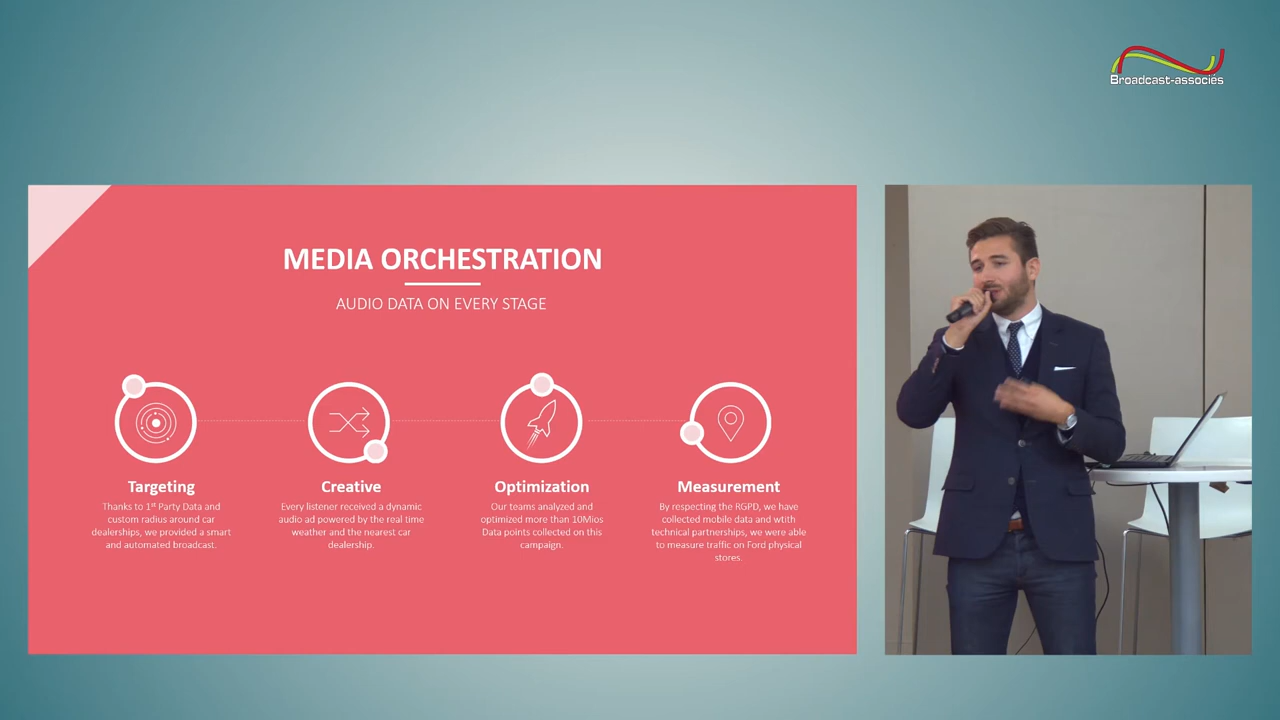 Broadcast-associés
MEDIA ORCHESTRATION
AUDIO DATA ON EVERY STAGE
Targeting
Thanks to 1st Party Data and
custom radius around car
dealerships, we provided a smart
and automated broadcast.
Creative
Every listener received a dynamic
audio ad powered by the real time
weather and the nearest car
dealership.
Optimization
Our teams analyzed and
optimized more than 10Mios
Data points collected on this
campaign.
Measurement
By respecting the RGPD, we have
collected mobile data and wtith
technical partnerships, we were able
to measure traffic on Ford physical
stores.